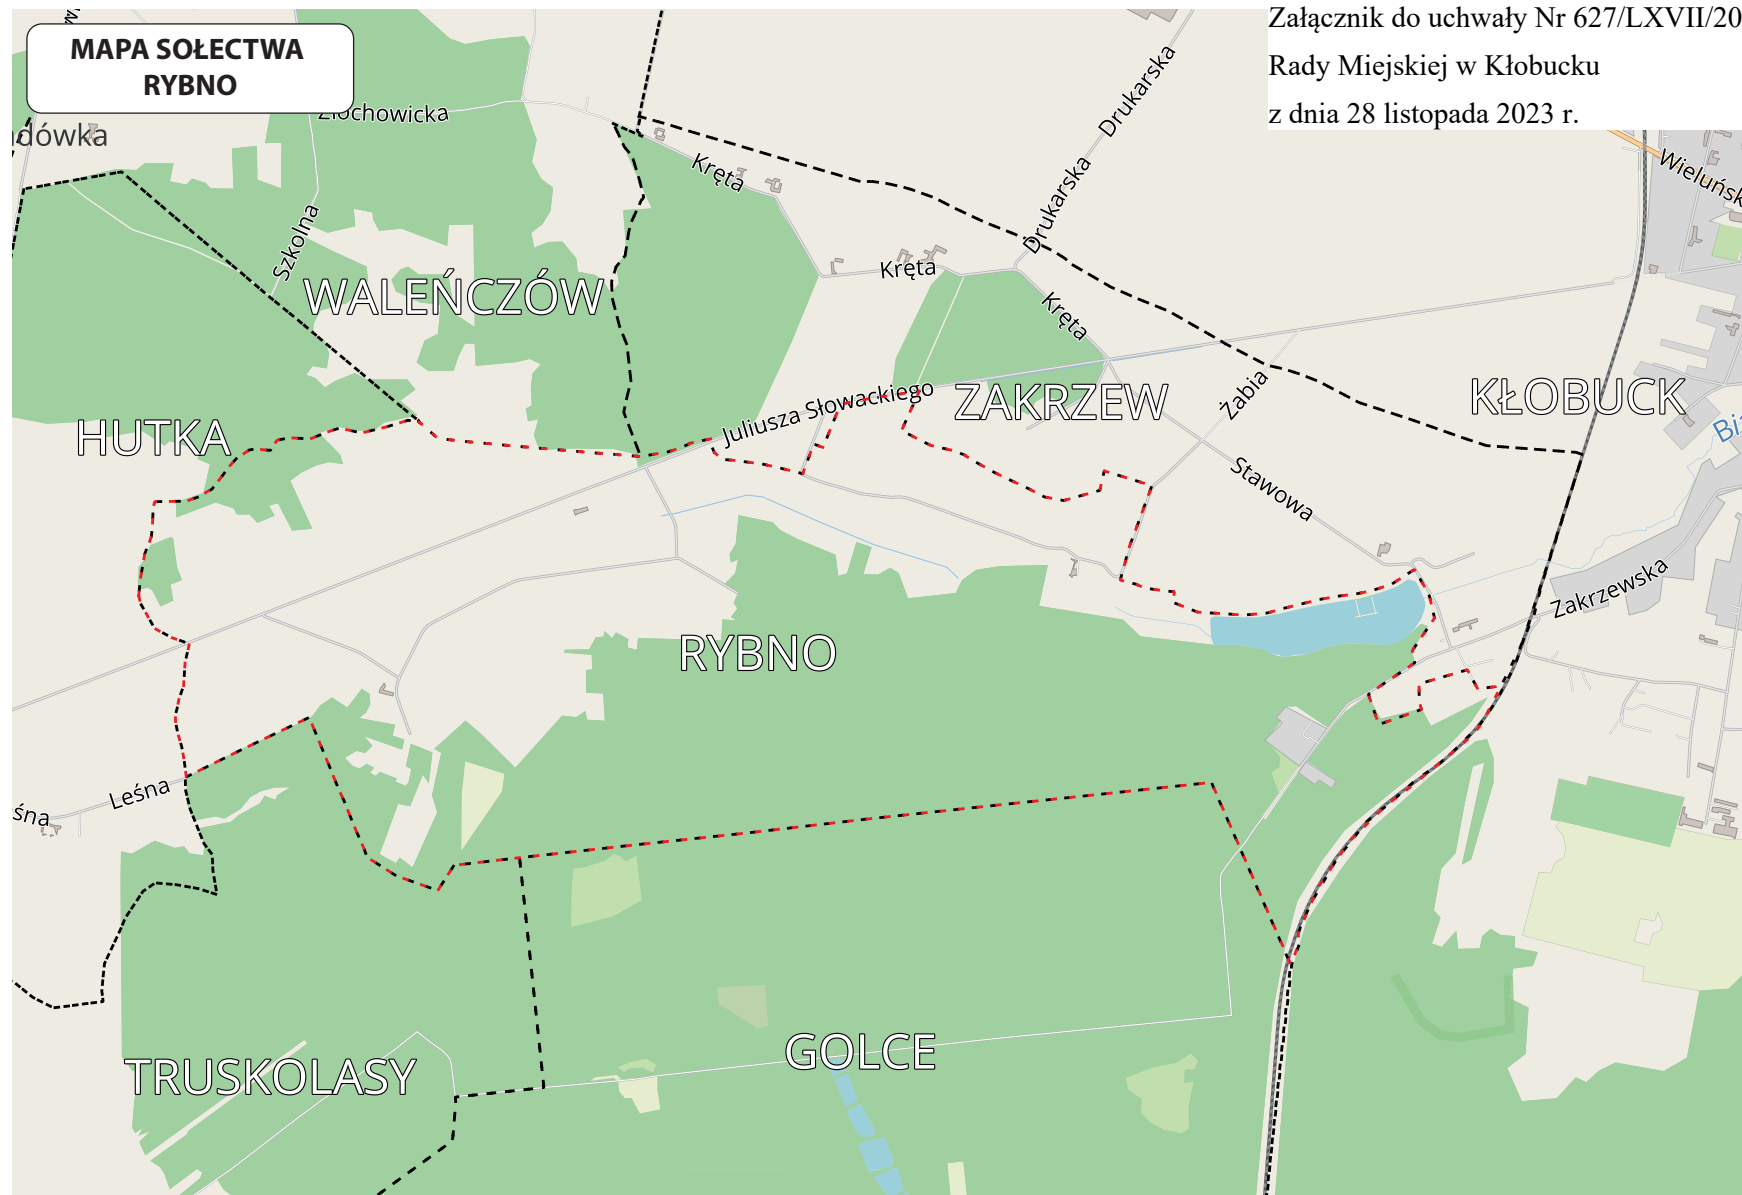 MAPA SOŁECTWA
RYBNO
Załącznik do uchwały Nr 627/LXVII/20
Rady Miejskiej w Kłobucku
z dnia 28 listopada 2023 r.
Złochowicka
dówka
Drukarska
Drukarska
Wieluńsk
Kręta
Szkolna
Kręta
WALEŃCZÓW
Kręta
Juliusza Słowackiego
ZAKRZEW
Żabia
KŁOBUCK
HUTKA
Stawowa
Zakrzewska
RYBNO
Leśna
śna
GOLCE
TRUSKOLASY